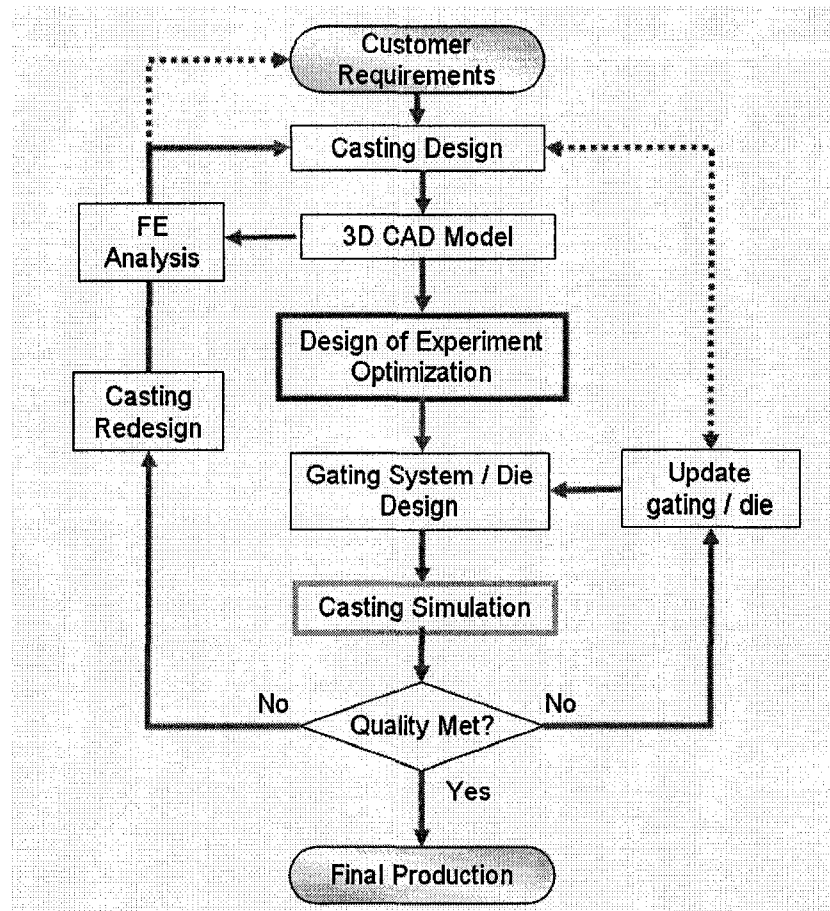 Customer
Requirements
Casting Design
FE
Analysis
3D CAD Model
Design of Experiment
Optimization
Casting
Redesign
Gating System / Die
Design
Update
gating / die
Casting Simulation
No
Quality Met?
No
Yes
Final Production